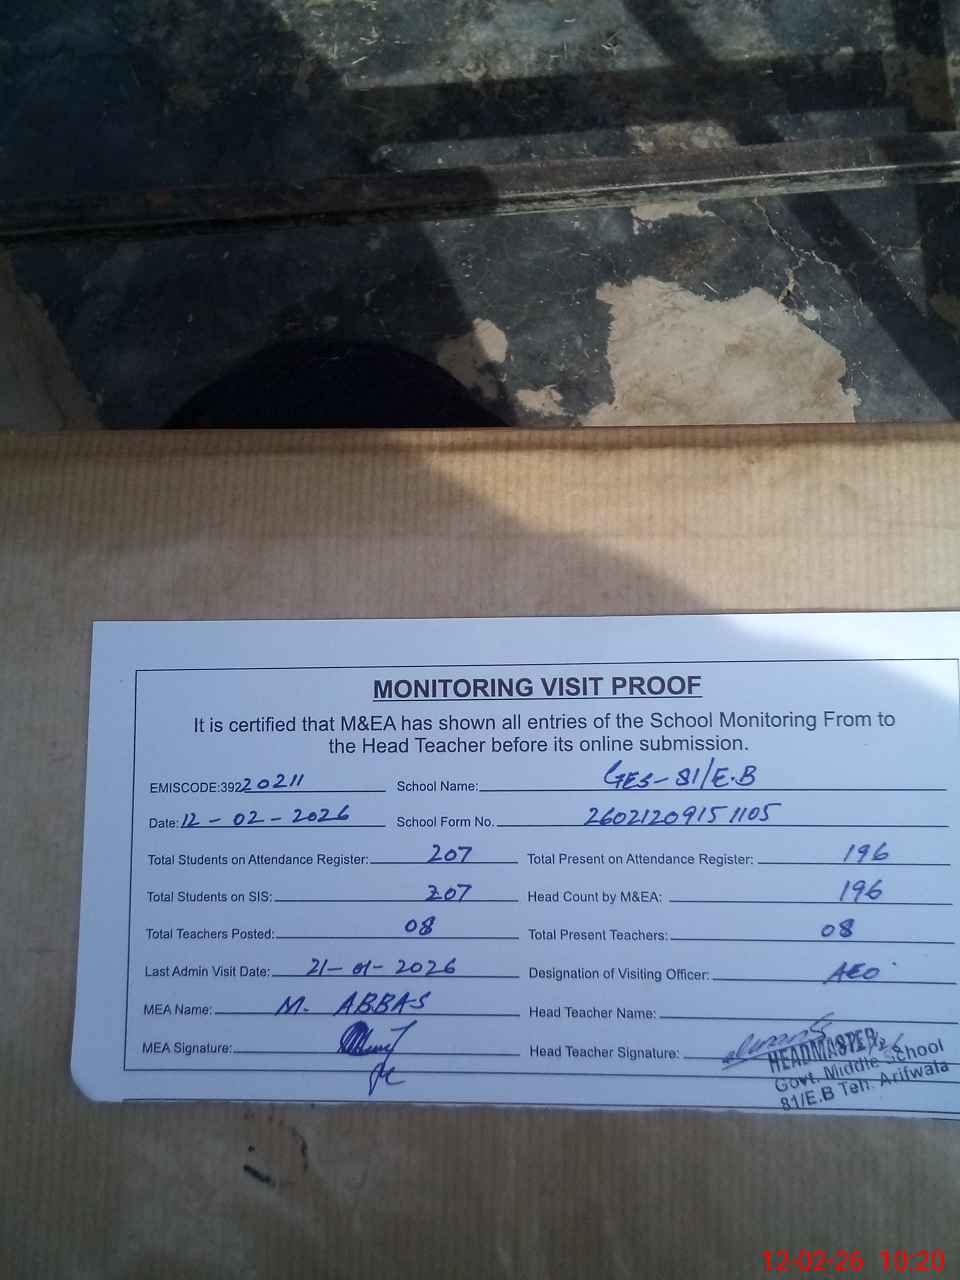 MONITORING VISIT PROOF
It is certified that M&EA has shown all entries of the School Monitoring From to
the Head Teacher before its online submission.
EMISCODE:39220211 School Name: GES-81/E.B
Date: 12-02-2026 School Form No. 26021209151105
Total Students on Attendance Register: 207 Total Present on Attendance Register: 196
Total Students on SIS: 207 Head Count by M&EA: 196
Total Teachers Posted: 08 Total Present Teachers: 08
Last Admin Visit Date: 21-01-2026 Designation of Visiting Officer: AEO
MEA Name: M. ABBAS Head Teacher Name:
MEA Signature: Head Teacher Signature:
HEADMASTER
Govt. Middle School
81/E.B Teh. Arifwala
12-02-26 10:20